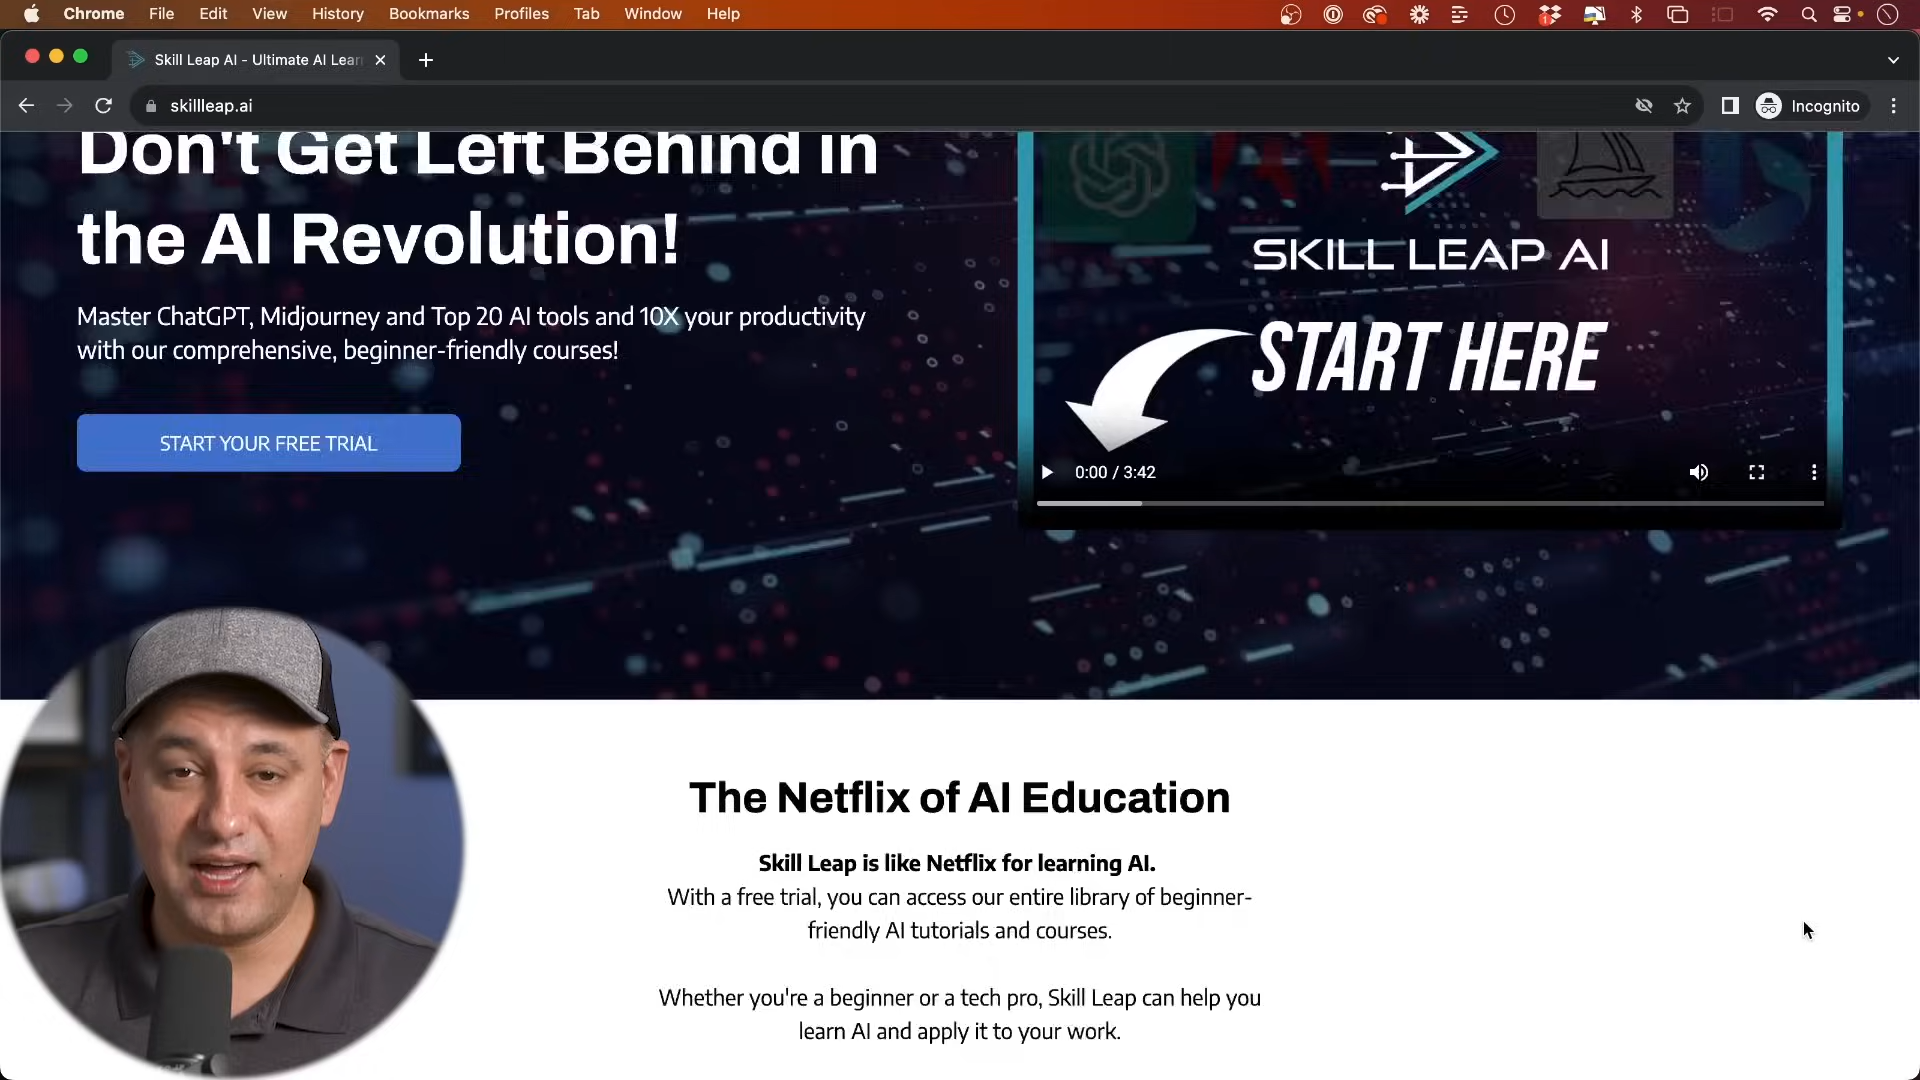 Chrome File Edit View History Bookmarks Profiles Tab Window Help
Skill Leap AI - Ultimate AI Lear
skillleap.ai
Incognito
Don't Get Left Behind in
the AI Revolution!
Master ChatGPT, Midjourney and Top 20 AI tools and 10X your productivity
with our comprehensive, beginner-friendly courses!
START YOUR FREE TRIAL
SKILL LEAP AI
START HERE
0:00 / 3:42
The Netflix of AI Education
Skill Leap is like Netflix for learning AI.
With a free trial, you can access our entire library of beginner-
friendly AI tutorials and courses.
Whether you're a beginner or a tech pro, Skill Leap can help you
learn AI and apply it to your work.